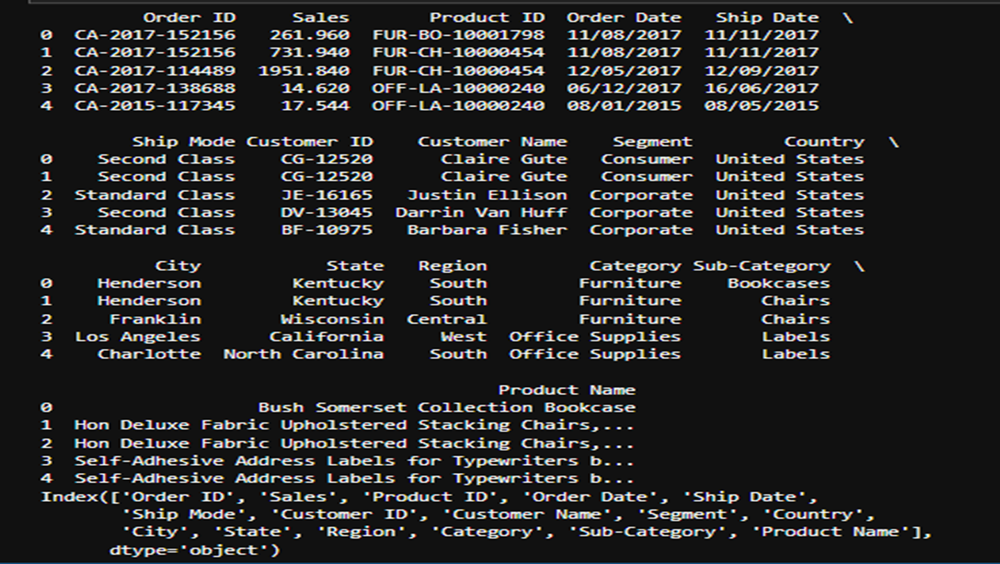 Order ID Sales Product ID Order Date Ship Date \
0 CA-2017-152156 261.960 FUR-BO-10001798 11/08/2017 11/11/2017
1 CA-2017-152156 731.940 FUR-CH-10000454 11/08/2017 11/11/2017
2 CA-2017-114489 1951.840 FUR-CH-10000454 12/05/2017 12/09/2017
3 CA-2017-138688 14.620 OFF-LA-10000240 06/12/2017 16/06/2017
4 CA-2015-117345 17.544 OFF-LA-10000240 08/01/2015 08/05/2015
Ship Mode Customer ID Customer Name Segment Country \
0 Second Class CG-12520 Claire Gute Consumer United States
1 Second Class CG-12520 Claire Gute Consumer United States
2 Standard Class JE-16165 Justin Ellison Corporate United States
3 Second Class DV-13045 Darrin Van Huff Corporate United States
4 Standard Class BF-10975 Barbara Fisher Corporate United States
City State Region Category Sub-Category \
0 Henderson Kentucky South Furniture Bookcases
1 Henderson Kentucky South Furniture Chairs
2 Franklin Wisconsin Central Furniture Chairs
3 Los Angeles California West Office Supplies Labels
4 Charlotte North Carolina South Office Supplies Labels
Product Name
0 Bush Somerset Collection Bookcase
1 Hon Deluxe Fabric Upholstered Stacking Chairs,...
2 Hon Deluxe Fabric Upholstered Stacking Chairs,...
3 Self-Adhesive Address Labels for Typewriters b...
4 Self-Adhesive Address Labels for Typewriters b...
Index(['Order ID', 'Sales', 'Product ID', 'Order Date', 'Ship Date',
'Ship Mode', 'Customer ID', 'Customer Name', 'Segment', 'Country',
'City', 'State', 'Region', 'Category', 'Sub-Category', 'Product Name'],
dtype='object')